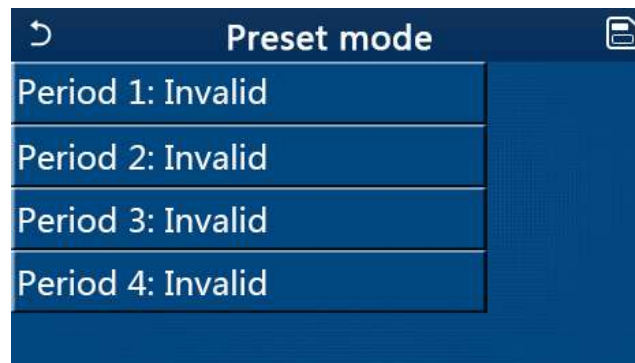 Preset mode
Period 1: Invalid
Period 2: Invalid
Period 3: Invalid
Period 4: Invalid